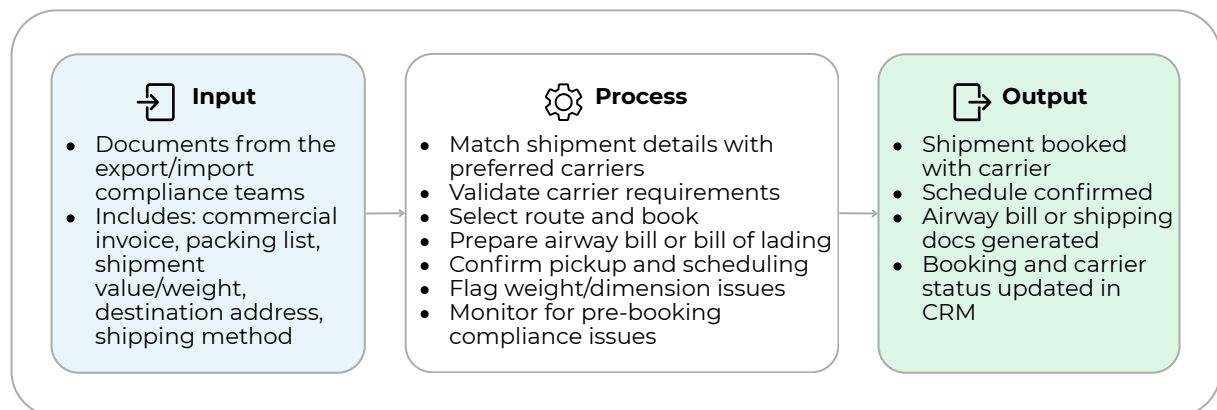 Input
• Documents from the
export/import
compliance teams
• Includes: commercial
invoice, packing list,
shipment
value/weight,
destination address,
shipping method
Process
• Match shipment details with
preferred carriers
• Validate carrier requirements
• Select route and book
• Prepare airway bill or bill of lading
• Confirm pickup and scheduling
• Flag weight/dimension issues
• Monitor for pre-booking
compliance issues
Output
• Shipment booked
with carrier
• Schedule confirmed
• Airway bill or shipping
docs generated
• Booking and carrier
status updated in
CRM